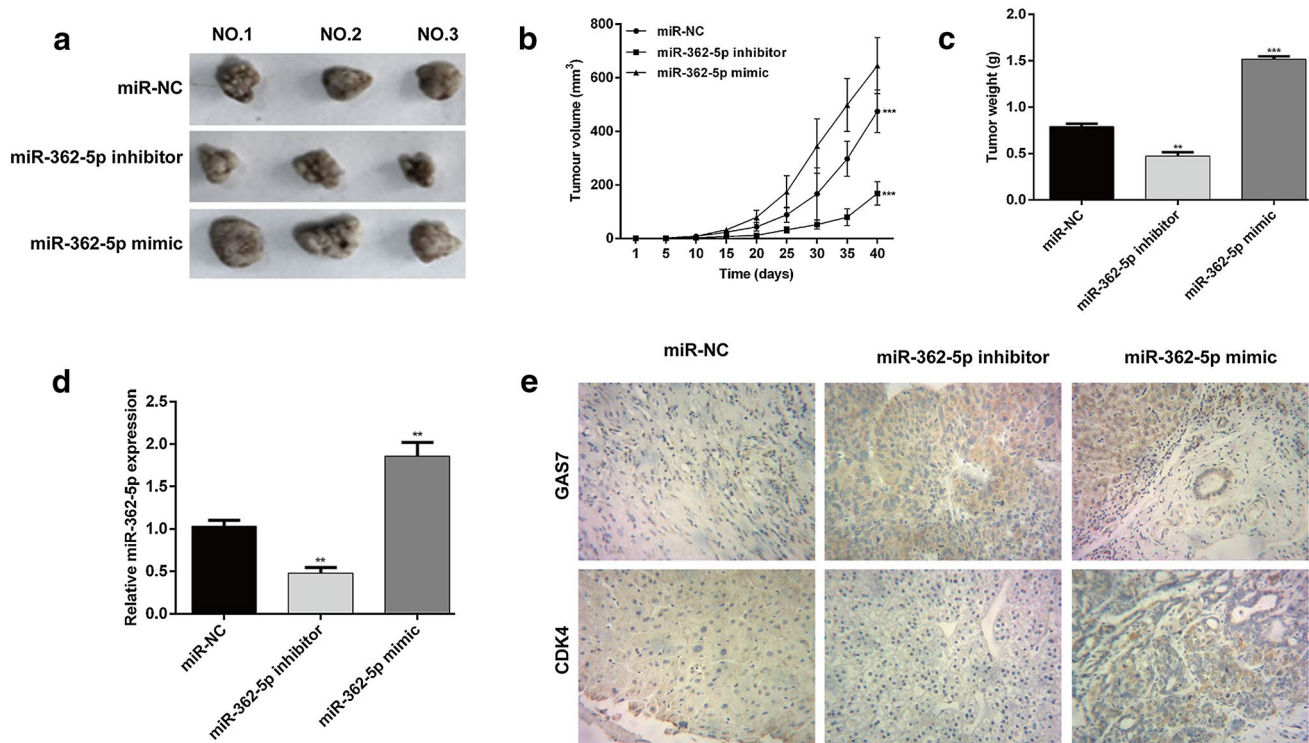 a
NO.1 NO.2 NO.3
miR-NC
miR-362-5p inhibitor
miR-362-5p mimic
b
Tumour volume (mm³)
800
600
400
200
0
miR-NC
miR-362-5p inhibitor
miR-362-5p mimic
***
***
1 5 10 15 20 25 30 35 40
Time (days)
c
Tumor weight (g)
2.0
1.5
1.0
0.5
0.0
**
***
miR-NC
miR-362-5p inhibitor
miR-362-5p mimic
d
Relative miR-362-5p expression
2.5
2.0
1.5
1.0
0.5
0.0
**
**
miR-NC
miR-362-5p inhibitor
miR-362-5p mimic
e
miR-NC miR-362-5p inhibitor miR-362-5p mimic
GAS7
CDK4